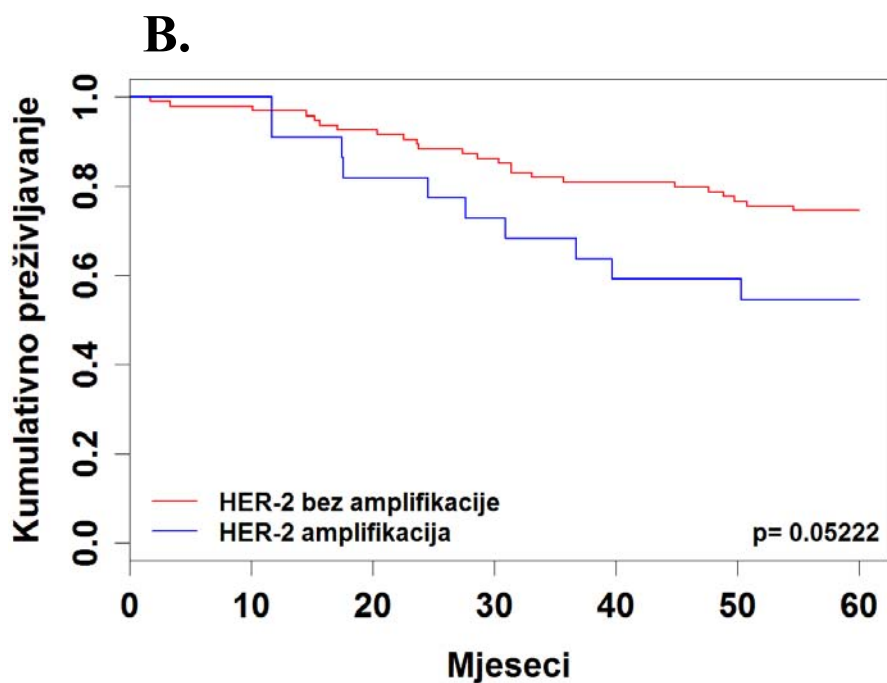 B.
Kumulativno preživljavanje
1.0
0.8
0.6
0.4
0.2
0.0
HER-2 bez amplifikacije
HER-2 amplifikacija
p= 0.05222
0 10 20 30 40 50 60
Mjeseci